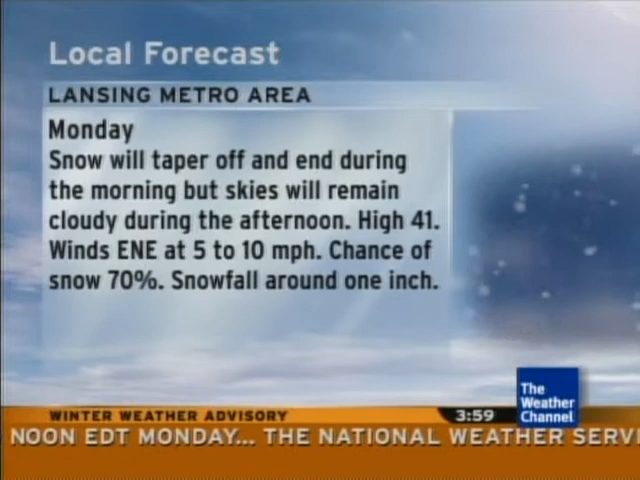 Local Forecast
LANSING METRO AREA
Monday
Snow will taper off and end during
the morning but skies will remain
cloudy during the afternoon. High 41.
Winds ENE at 5 to 10 mph. Chance of
snow 70%. Snowfall around one inch.
The
Weather
Channel
WINTER WEATHER ADVISORY
3:59
NOON EDT MONDAY... THE NATIONAL WEATHER SERVI